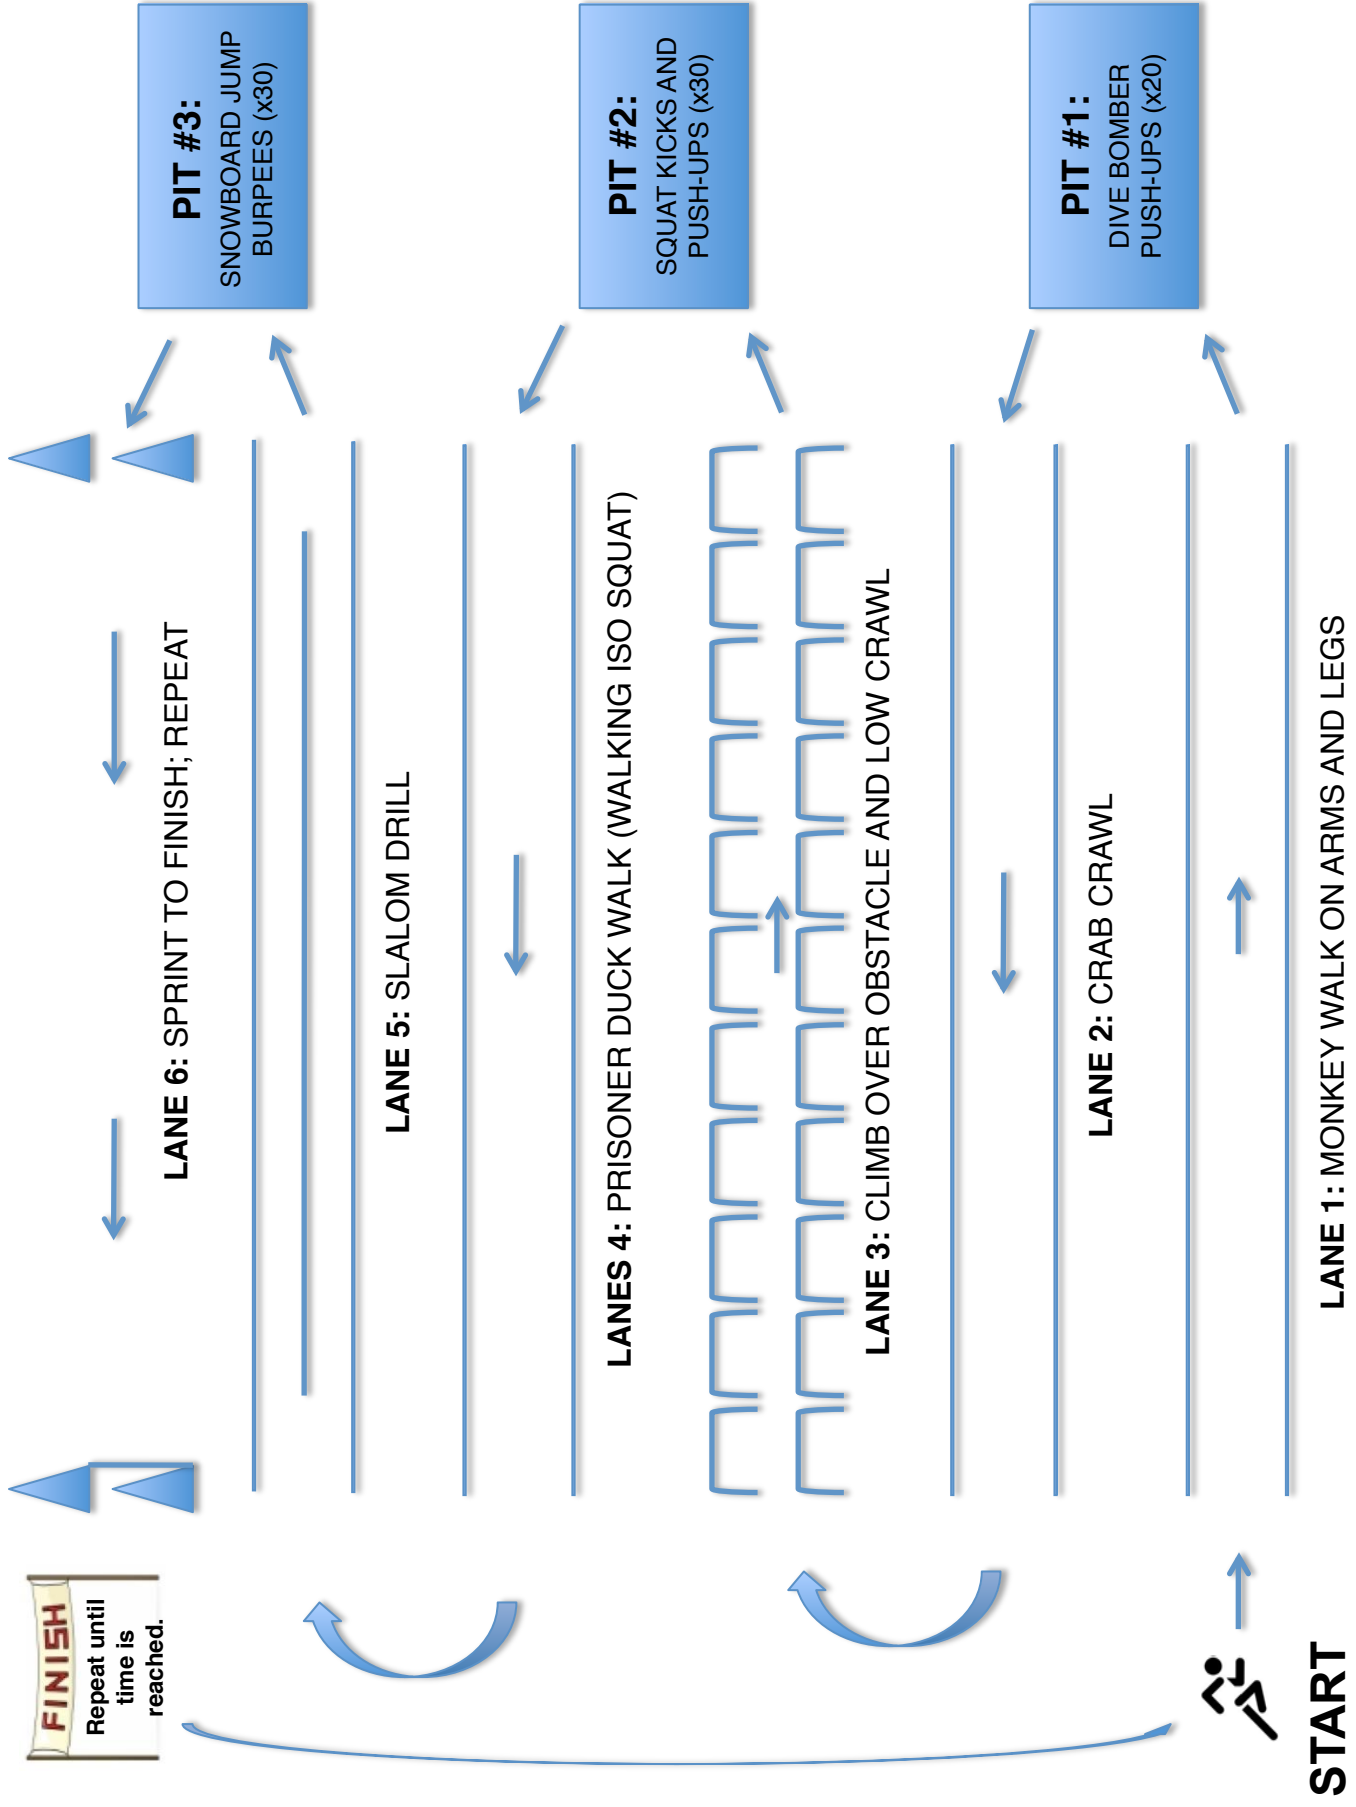 FINISH
Repeat until
time is
reached.
LANE 6: SPRINT TO FINISH; REPEAT
PIT #3:
SNOWBOARD JUMP
BURPEES (x30)
LANE 5: SLALOM DRILL
LANES 4: PRISONER DUCK WALK (WALKING ISO SQUAT)
PIT #2:
SQUAT KICKS AND
PUSH-UPS (x30)
LANE 3: CLIMB OVER OBSTACLE AND LOW CRAWL
LANE 2: CRAB CRAWL
PIT #1:
DIVE BOMBER
PUSH-UPS (x20)
START
LANE 1: MONKEY WALK ON ARMS AND LEGS